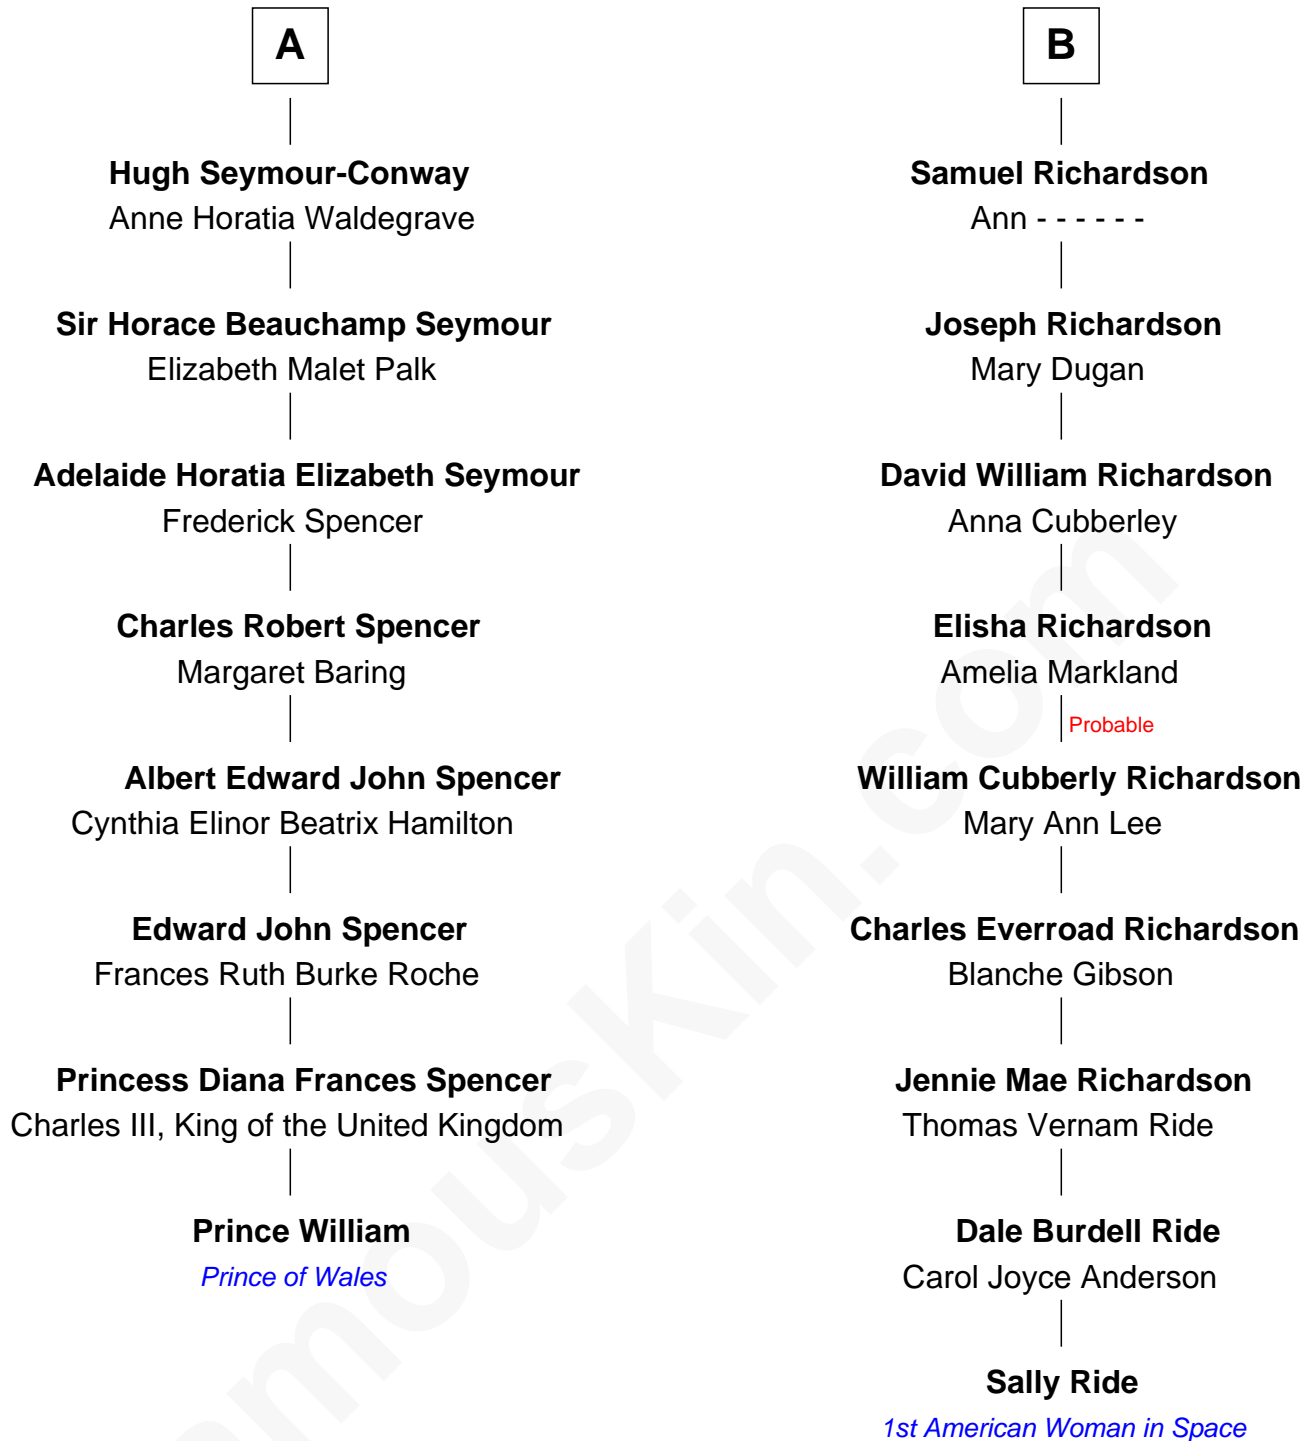 A
Hugh Seymour-Conway
Anne Horatia Waldegrave
Sir Horace Beauchamp Seymour
Elizabeth Malet Palk
Adelaide Horatia Elizabeth Seymour
Frederick Spencer
Charles Robert Spencer
Margaret Baring
Albert Edward John Spencer
Cynthia Elinor Beatrix Hamilton
Edward John Spencer
Frances Ruth Burke Roche
Princess Diana Frances Spencer
Charles III, King of the United Kingdom
Prince William
Prince of Wales
B
Samuel Richardson
Ann - - - - - -
Joseph Richardson
Mary Dugan
David William Richardson
Anna Cubberley
Elisha Richardson
Amelia Markland
Probable
William Cubberly Richardson
Mary Ann Lee
Charles Everroad Richardson
Blanche Gibson
Jennie Mae Richardson
Thomas Vernam Ride
Dale Burdell Ride
Carol Joyce Anderson
Sally Ride
1st American Woman in Space
amousKin.com